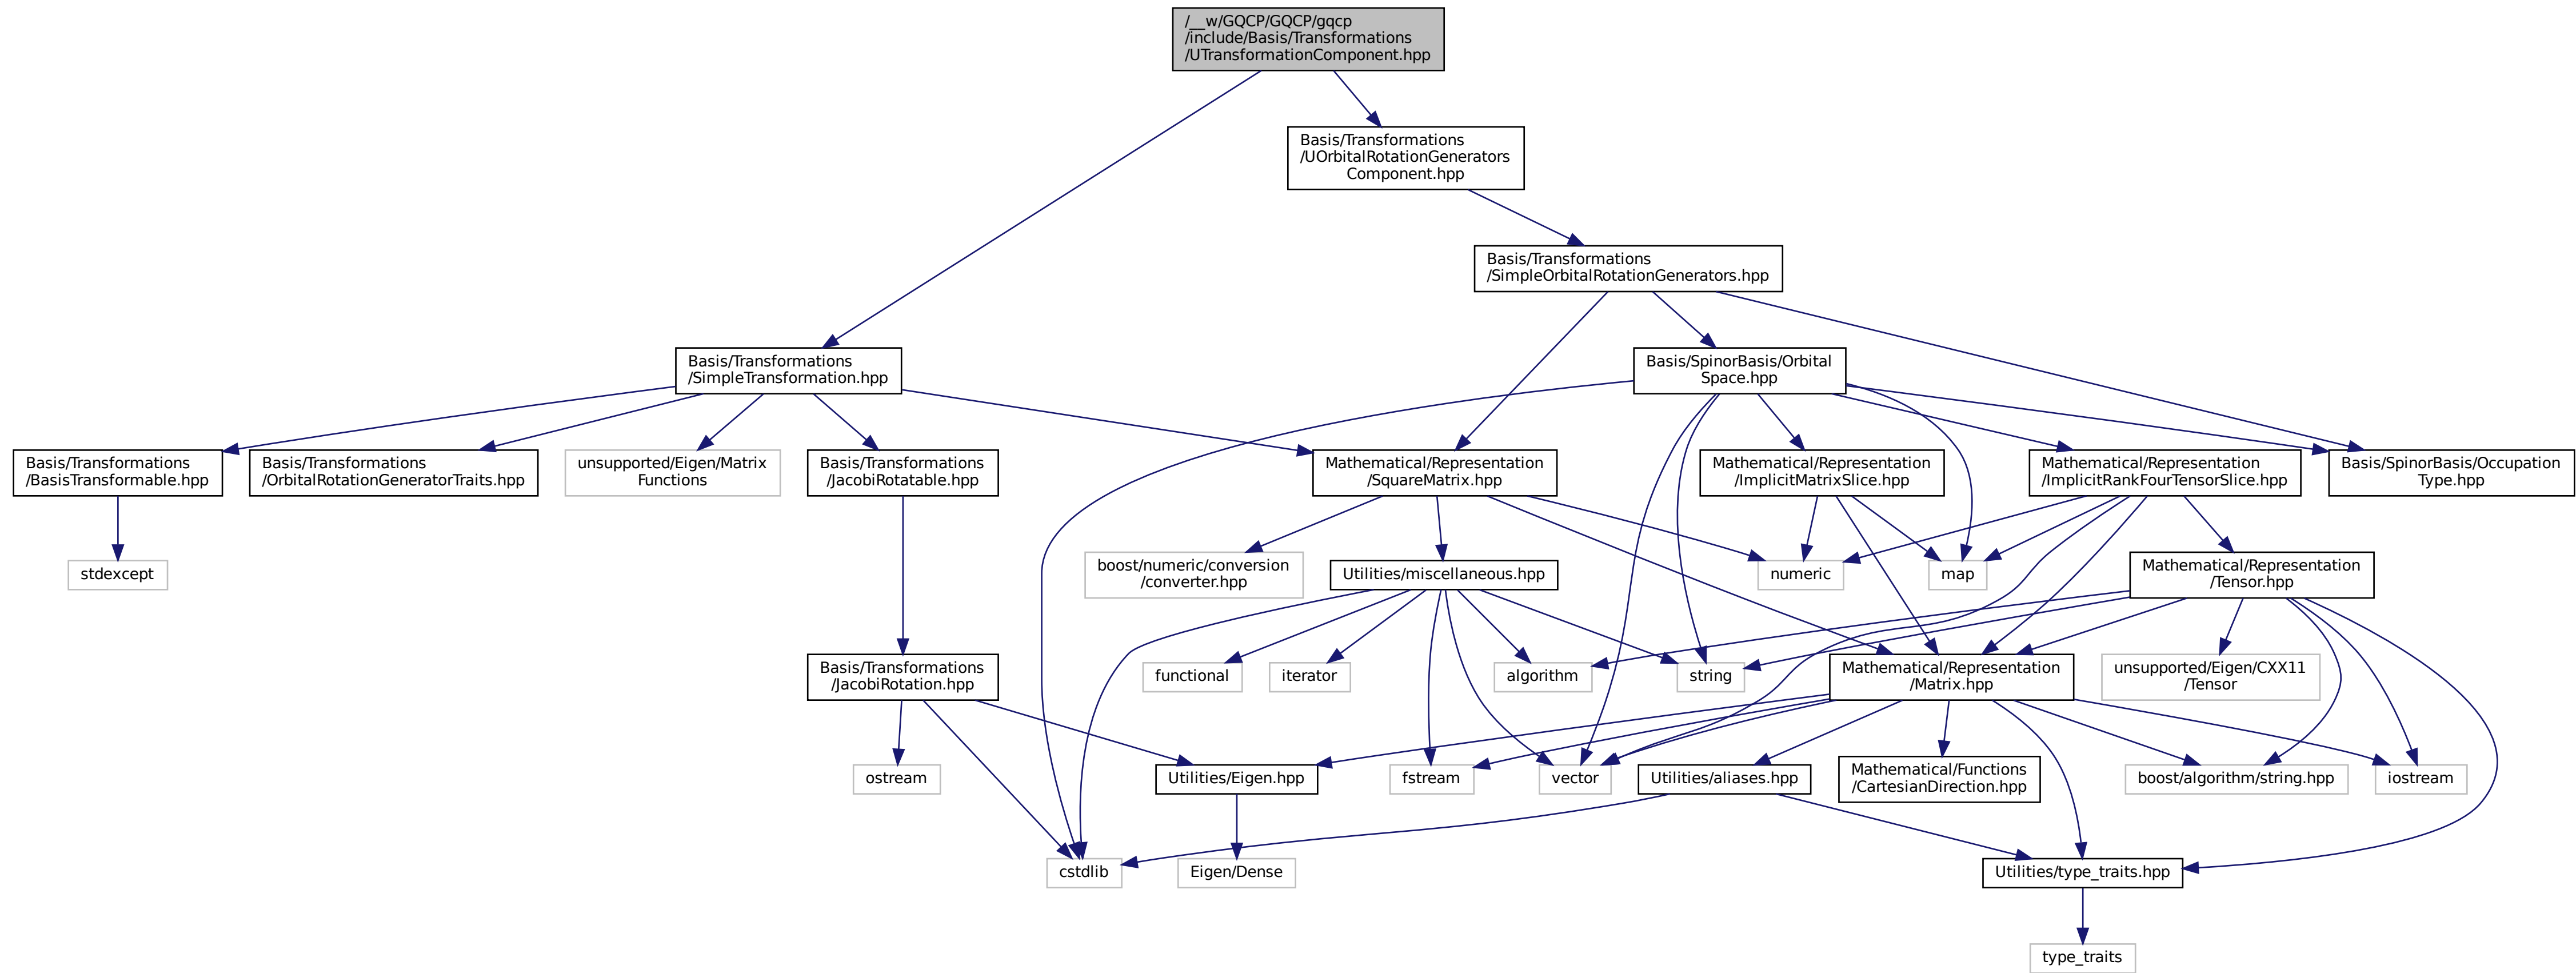 /__w/GQCP/GQCP/gqcp
/include/Basis/Transformations
/UTransformationComponent.hpp
Basis/Transformations
/UOrbitalRotationGenerators
Component.hpp
Basis/Transformations
/SimpleOrbitalRotationGenerators.hpp
Basis/Transformations
/SimpleTransformation.hpp
Basis/SpinorBasis/Orbital
Space.hpp
Basis/Transformations
/BasisTransformable.hpp
Basis/Transformations
/OrbitalRotationGeneratorTraits.hpp
unsupported/Eigen/Matrix
Functions
Basis/Transformations
/JacobiRotatable.hpp
Mathematical/Representation
/SquareMatrix.hpp
Mathematical/Representation
/ImplicitMatrixSlice.hpp
Mathematical/Representation
/ImplicitRankFourTensorSlice.hpp
Basis/SpinorBasis/Occupation
Type.hpp
stdexcept
boost/numeric/conversion
/converter.hpp
Utilities/miscellaneous.hpp
numeric
map
Mathematical/Representation
/Tensor.hpp
Basis/Transformations
/JacobiRotation.hpp
functional
iterator
algorithm
string
Mathematical/Representation
/Matrix.hpp
unsupported/Eigen/CXX11
/Tensor
ostream
Utilities/Eigen.hpp
fstream
vector
Utilities/aliases.hpp
Mathematical/Functions
/CartesianDirection.hpp
boost/algorithm/string.hpp
iostream
cstdlib
Eigen/Dense
Utilities/type_traits.hpp
type_traits